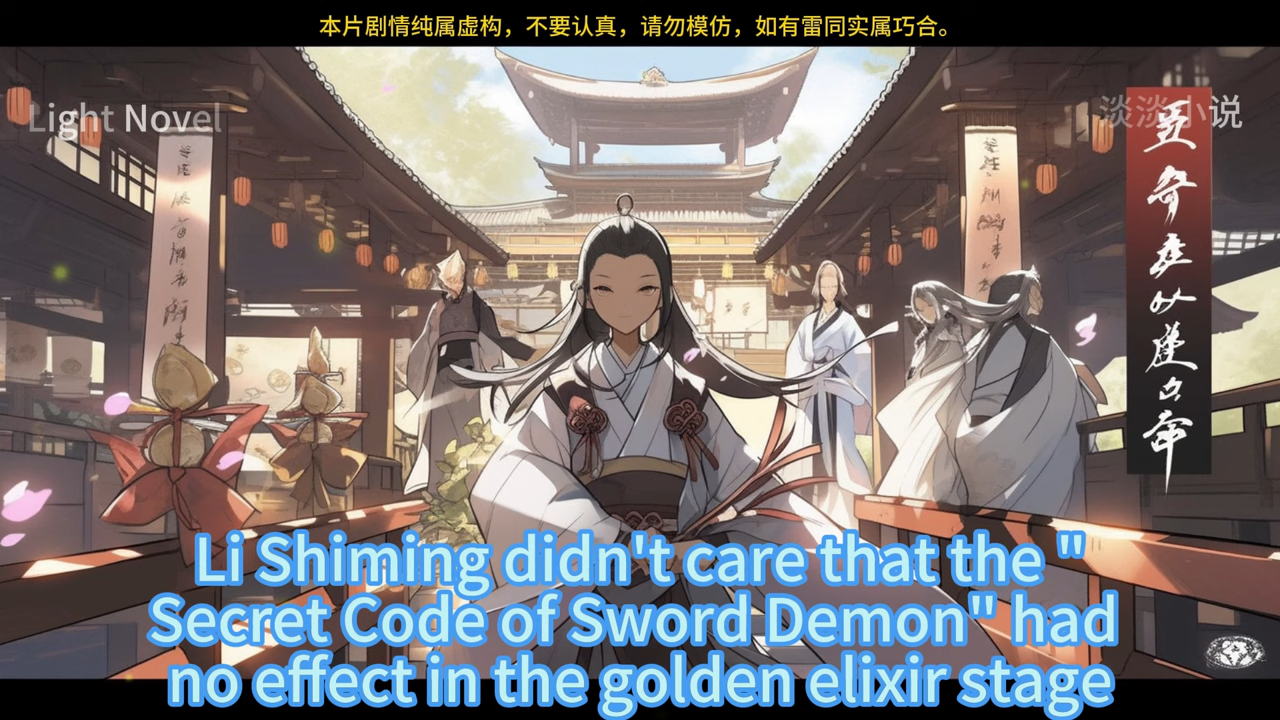 本片剧情纯属虚构，不要认真，请勿模仿，如有雷同实属巧合。
Light Novel
淡淡小说
Li Shiming didn't care that the "
Secret Code of Sword Demon" had
no effect in the golden elixir stage